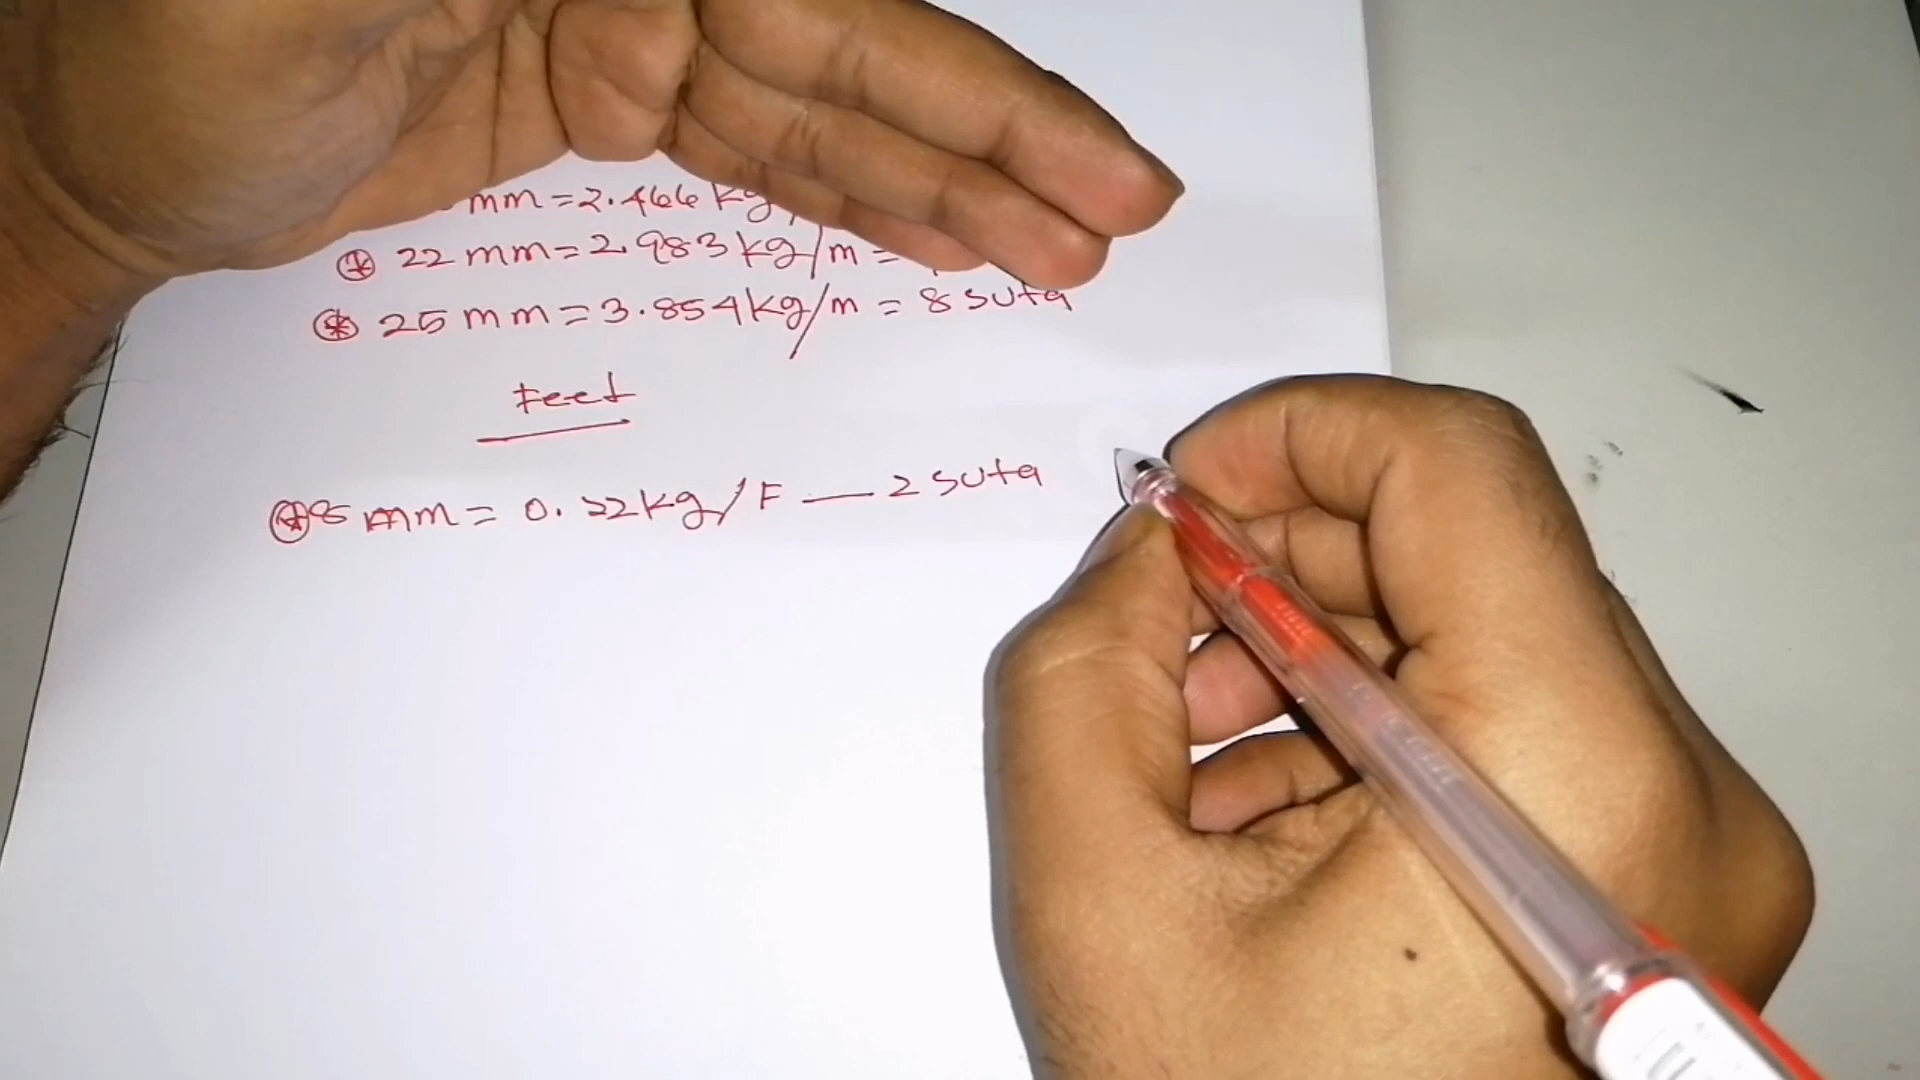 mm = 2.466 kg/
⊛ 22 mm = 2.983 kg/m =
⊛ 25 mm = 3.854 kg/m = 8 suta
Feet
⊛ 8 mm = 0.22 kg/F — 2 suta